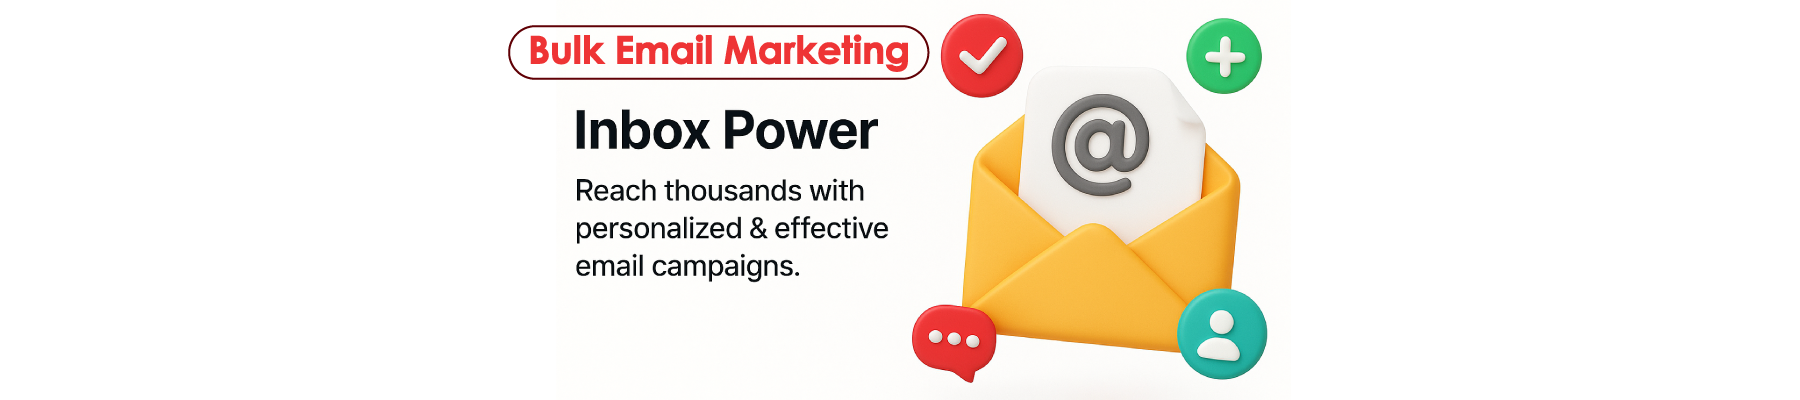 Bulk Email Marketing
Inbox Power
Reach thousands with
personalized & effective
email campaigns.
@